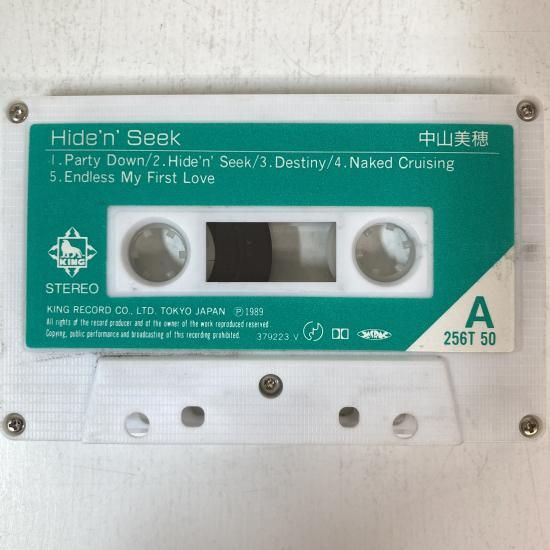 Hide'n' Seek
中山美穂
1.Party Down/2.Hide'n' Seek/3.Destiny/4.Naked Cruising
5.Endless My First Love
KING
STEREO
KING RECORD CO., LTD. TOKYO JAPAN Ⓟ1989
All rights of the record producer and of the owner of the work reproduced reserved.
Copying, public performance and broadcasting of this recording prohibited.
379223 V
A
256T 50